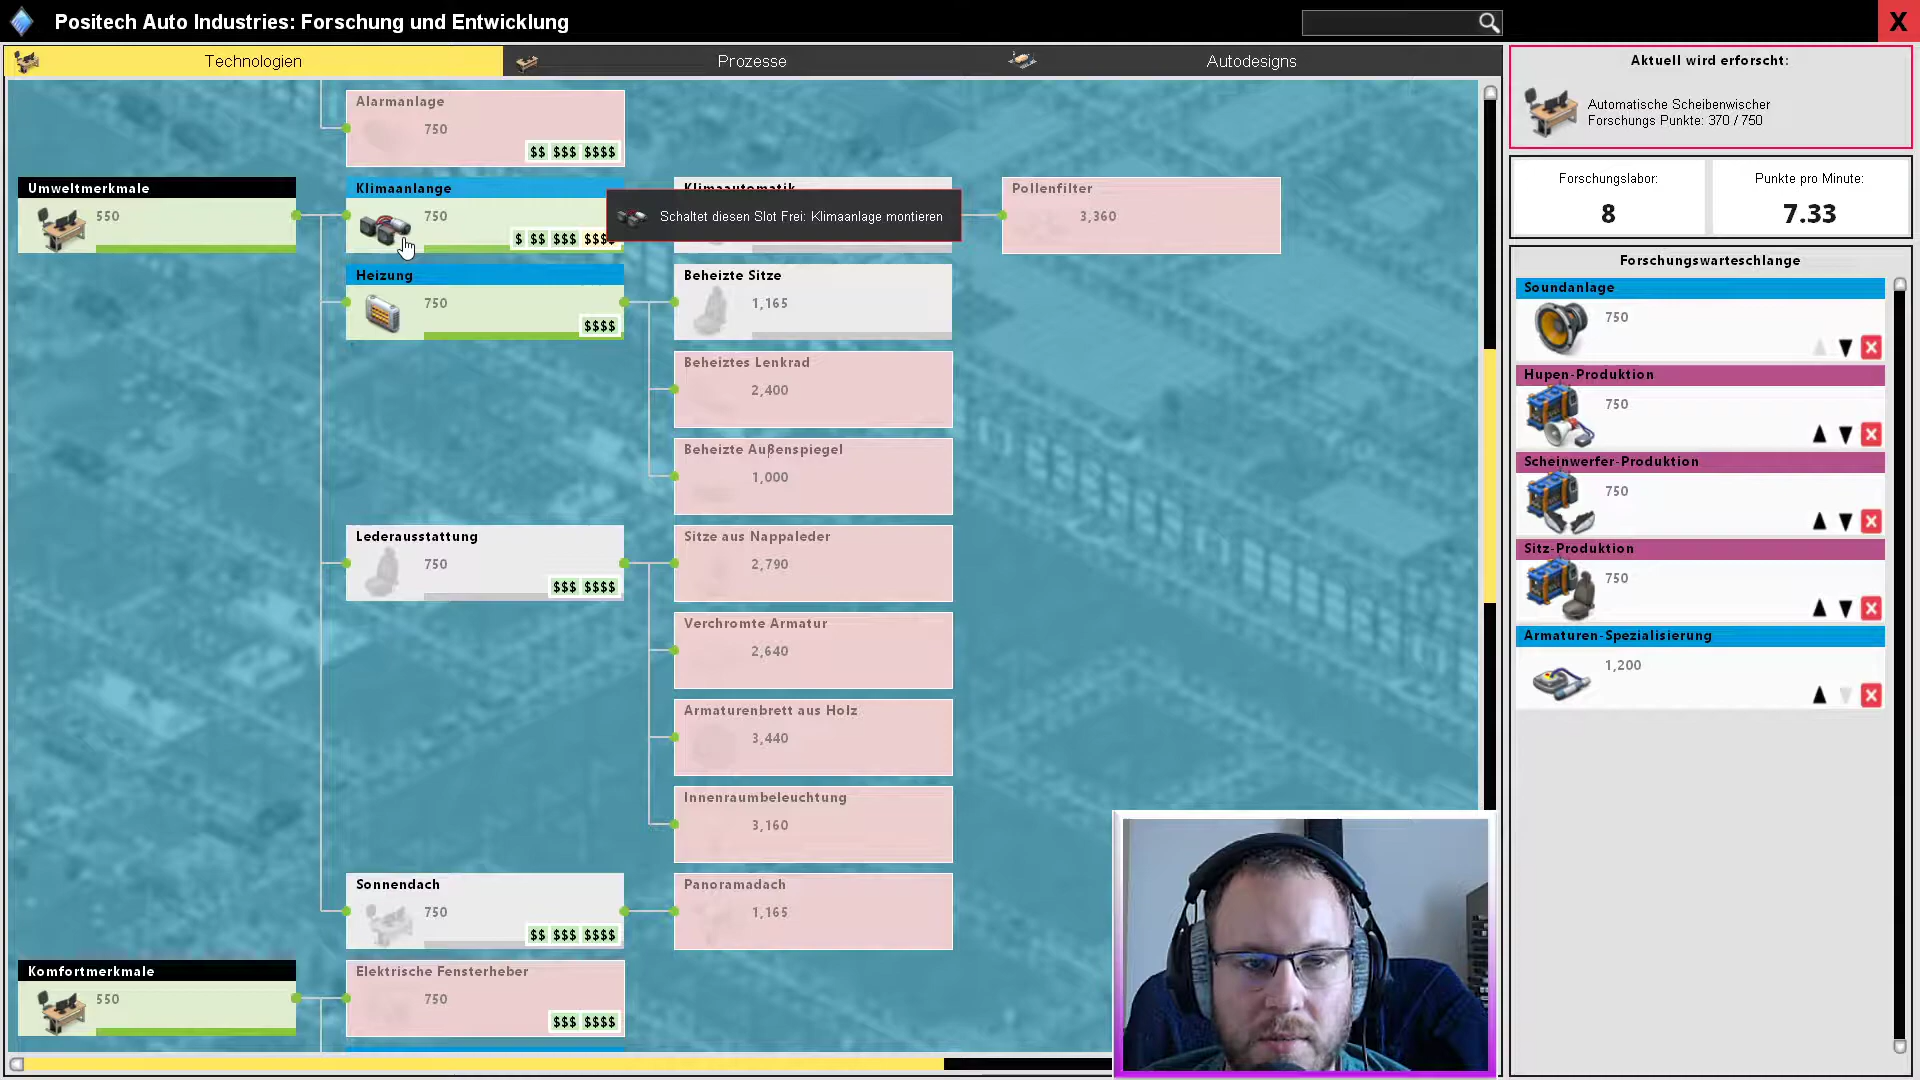 Positech Auto Industries: Forschung und Entwicklung
X
Technologien
Prozesse
Autodesigns
Alarmanlage
750
$$ $$$ $$$$
Umweltmerkmale
550
Klimaanlange
750
$ $$ $$$ $$$$
Klimaautomatik
Schaltet diesen Slot Frei: Klimaanlage montieren
Pollenfilter
3,360
Heizung
750
$$$$
Beheizte Sitze
1,165
Beheiztes Lenkrad
2,400
Beheizte Außenspiegel
1,000
Lederausstattung
750
$$$ $$$$
Sitze aus Nappaleder
2,790
Verchromte Armatur
2,640
Armaturenbrett aus Holz
3,440
Innenraumbeleuchtung
3,160
Sonnendach
750
$$ $$$ $$$$
Panoramadach
1,165
Komfortmerkmale
550
Elektrische Fensterheber
750
$$$ $$$$
Aktuell wird erforscht:
Automatische Scheibenwischer
Forschungs Punkte: 370 / 750
Forschungslabor:
8
Punkte pro Minute:
7.33
Forschungswarteschlange
Soundanlage
750
Hupen-Produktion
750
Scheinwerfer-Produktion
750
Sitz-Produktion
750
Armaturen-Spezialisierung
1,200